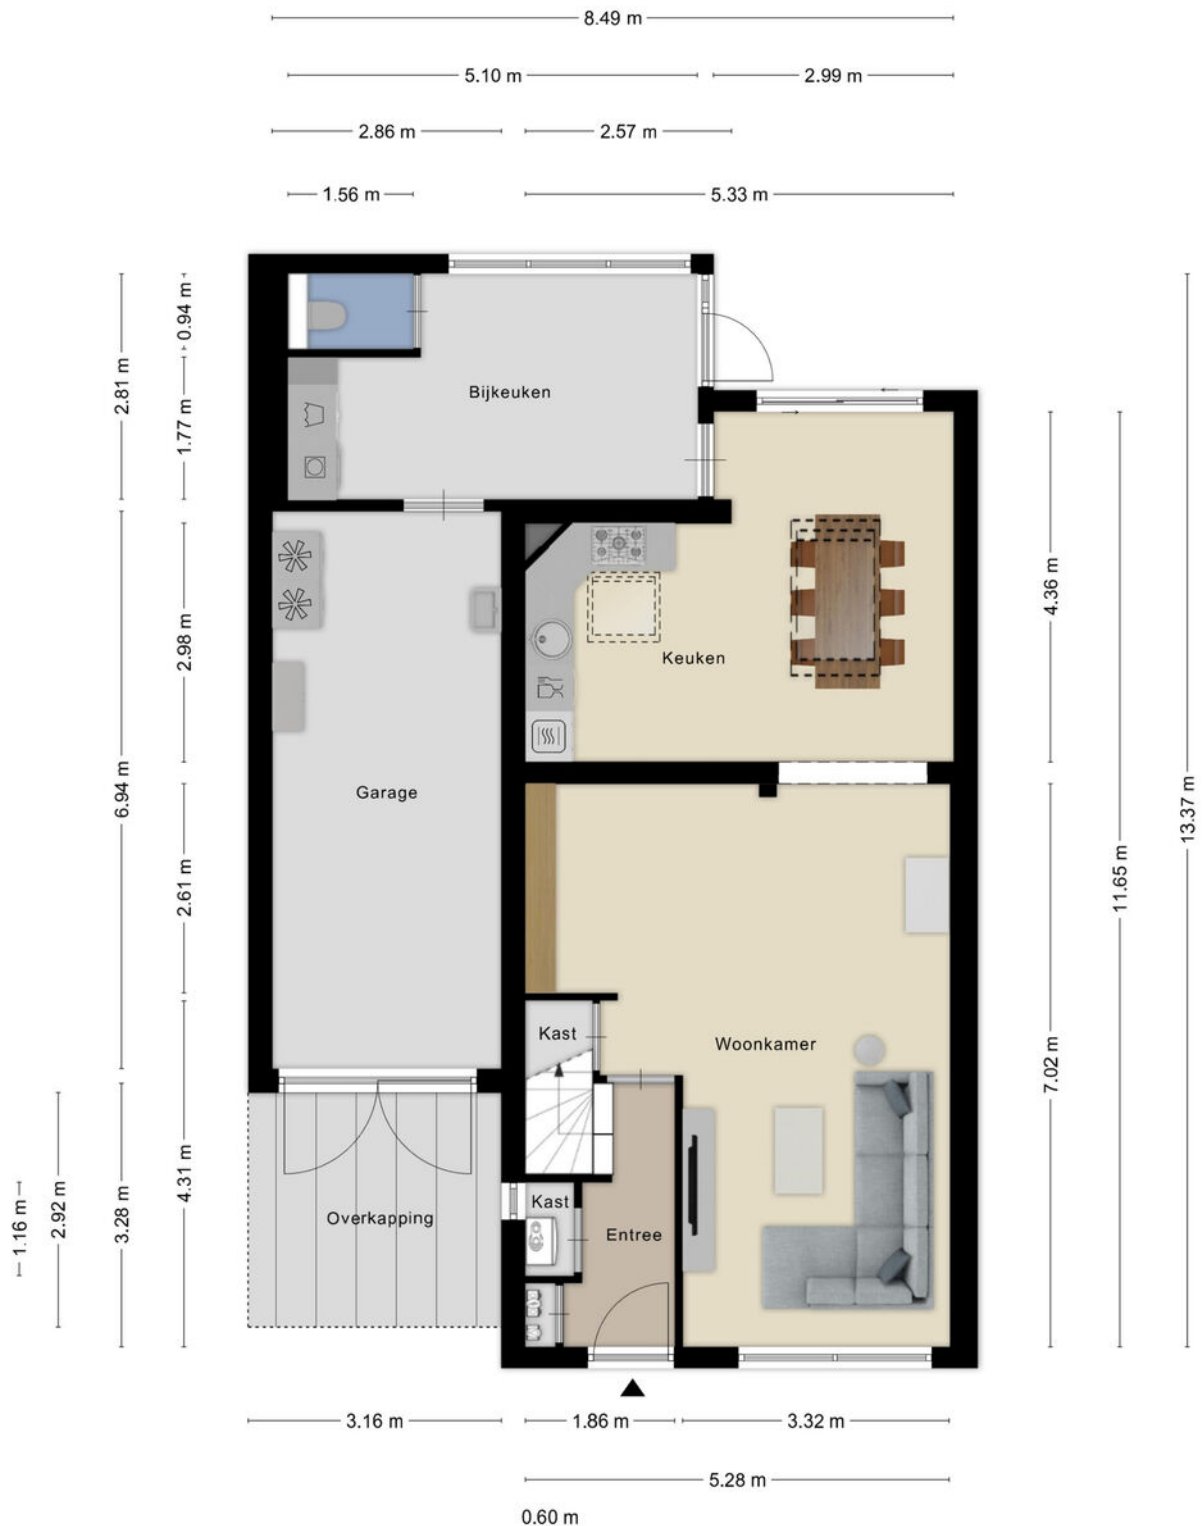 8.49 m
5.10 m
2.99 m
2.86 m
2.57 m
1.56 m
5.33 m
0.94 m
2.81 m
1.77 m
Bijkeuken
4.36 m
2.98 m
Keuken
6.94 m
Garage
13.37 m
2.61 m
11.65 m
Kast
Woonkamer
7.02 m
4.31 m
Kast
1.16 m
2.92 m
3.28 m
Overkapping
Entree
3.16 m
1.86 m
3.32 m
5.28 m
0.60 m